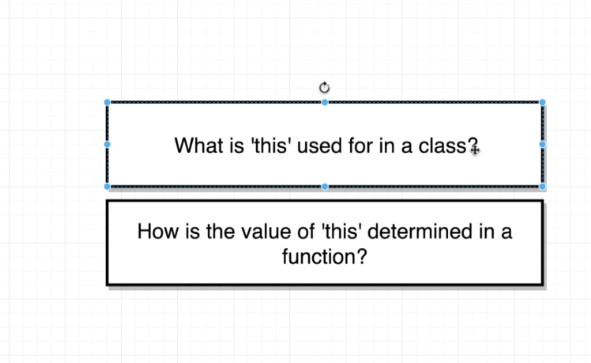 What is 'this' used for in a class?
How is the value of 'this' determined in a
function?